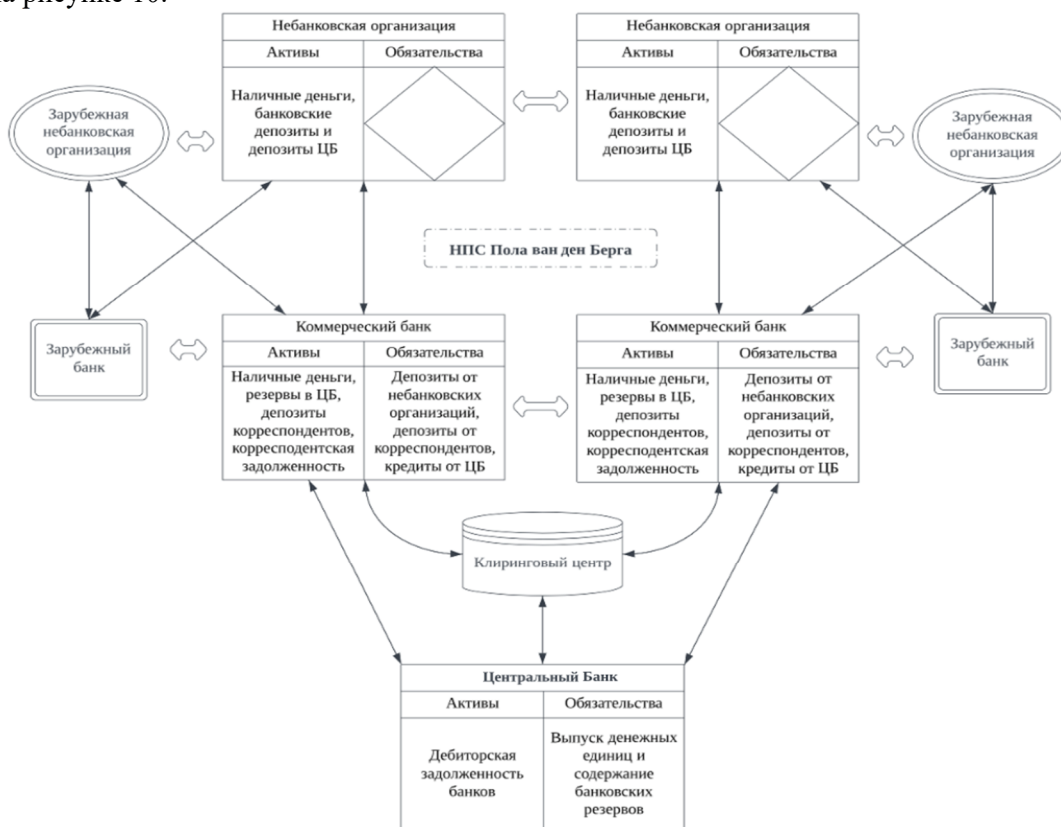 на рисунке 10.
Небанковская организация
Активы
Обязательства
Наличные деньги,
банковские
депозиты и
депозиты ЦБ
Небанковская организация
Активы
Обязательства
Наличные деньги,
банковские
депозиты и
депозиты ЦБ
Зарубежная
небанковская
организация
Зарубежная
небанковская
организация
НПС Пола ван ден Берга
Зарубежный
банк
Коммерческий банк
Активы
Обязательства
Наличные деньги,
резервы в ЦБ,
депозиты
корреспондентов,
корресподентская
задолженность
Депозиты от
небанковских
организаций,
депозиты от
корреспондентов,
кредиты от ЦБ
Коммерческий банк
Активы
Обязательства
Наличные деньги,
резервы в ЦБ,
депозиты
корреспондентов,
корресподентская
задолженность
Депозиты от
небанковских
организаций,
депозиты от
корреспондентов,
кредиты от ЦБ
Зарубежный
банк
Клиринговый центр
Центральный Банк
Активы
Обязательства
Дебиторская
задолженность
банков
Выпуск денежных
единиц и
содержание
банковских
резервов